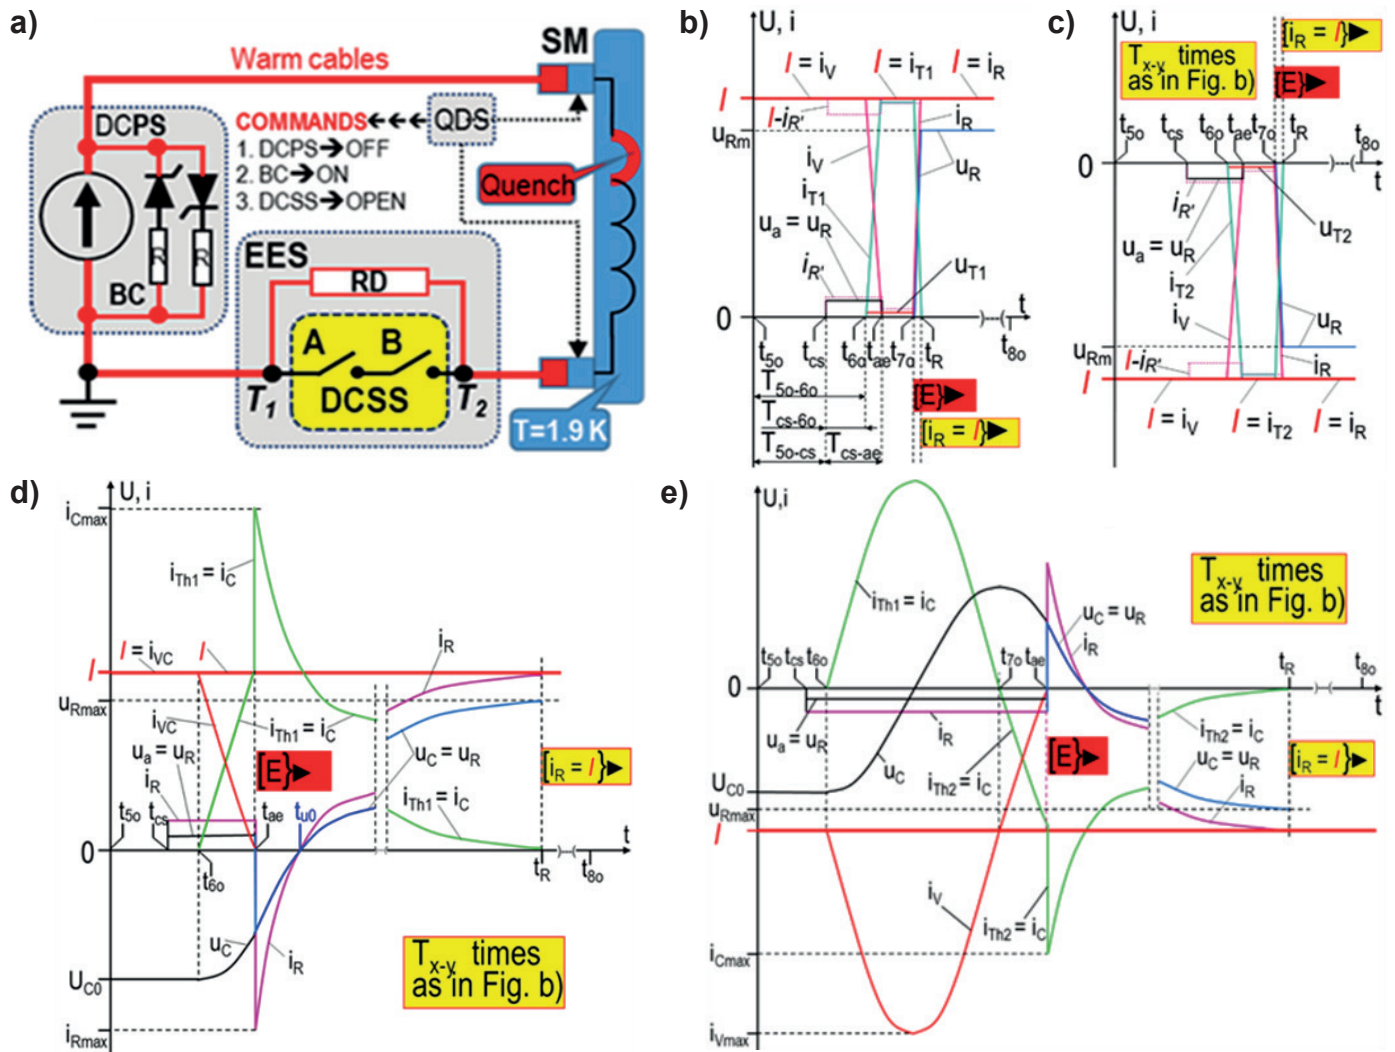 a)
Warm cables
SM
DCPS
COMMANDS
QDS
1. DCPS➔OFF
2. BC➔ON
3. DCSS➔OPEN
Quench
R
R
BC
EES
RD
A
B
DCSS
T1
T2
T=1.9 K
b)
U, i
I = iV
I = iT1
I = iR
I
I-iR'
iR
uRm
iV
uR
iT1
ua = uR
iR'
uT1
0
t
t5o
tcs
t6o
tae
t7o
tR
t8o
T5o-6o
Tcs-6o
T5o-cs
Tcs-ae
[E}►
[iR = I}►
c)
U, i
[iR = I}►
Tx-y, times
as in Fig. b)
[E}►
t5o
tcs
t6o
tae
t7o
tR
t8o
0
t
iR'
uT2
ua = uR
iT2
iV
uR
uRm
I-iR'
iR
I
I = iV
I = iT2
I = iR
d)
U, i
iCmax
iTh1 = iC
I = iVC
I
iR
I
uRmax
iVC
iTh1 = iC
ua = uR
iR
[E}►
uC = uR
[iR = I}►
iTh1 = iC
t5o
tcs
tae
tu0
0
t
t6o
tR
t8o
uC
iR
UC0
Tx-y, times
as in Fig. b)
iRmax
e)
U,i
Tx-y, times
as in Fig. b)
iTh1 = iC
uC = uR
iR
t5o
tcs
t6o
t7o
tae
tR
t8o
0
t
ua = uR
iR
[E}►
iTh2 = iC
[iR = I}►
uC
UC0
iTh2 = iC
uC = uR
uRmax
iR
I
iV
iTh2 = iC
iCmax
iVmax